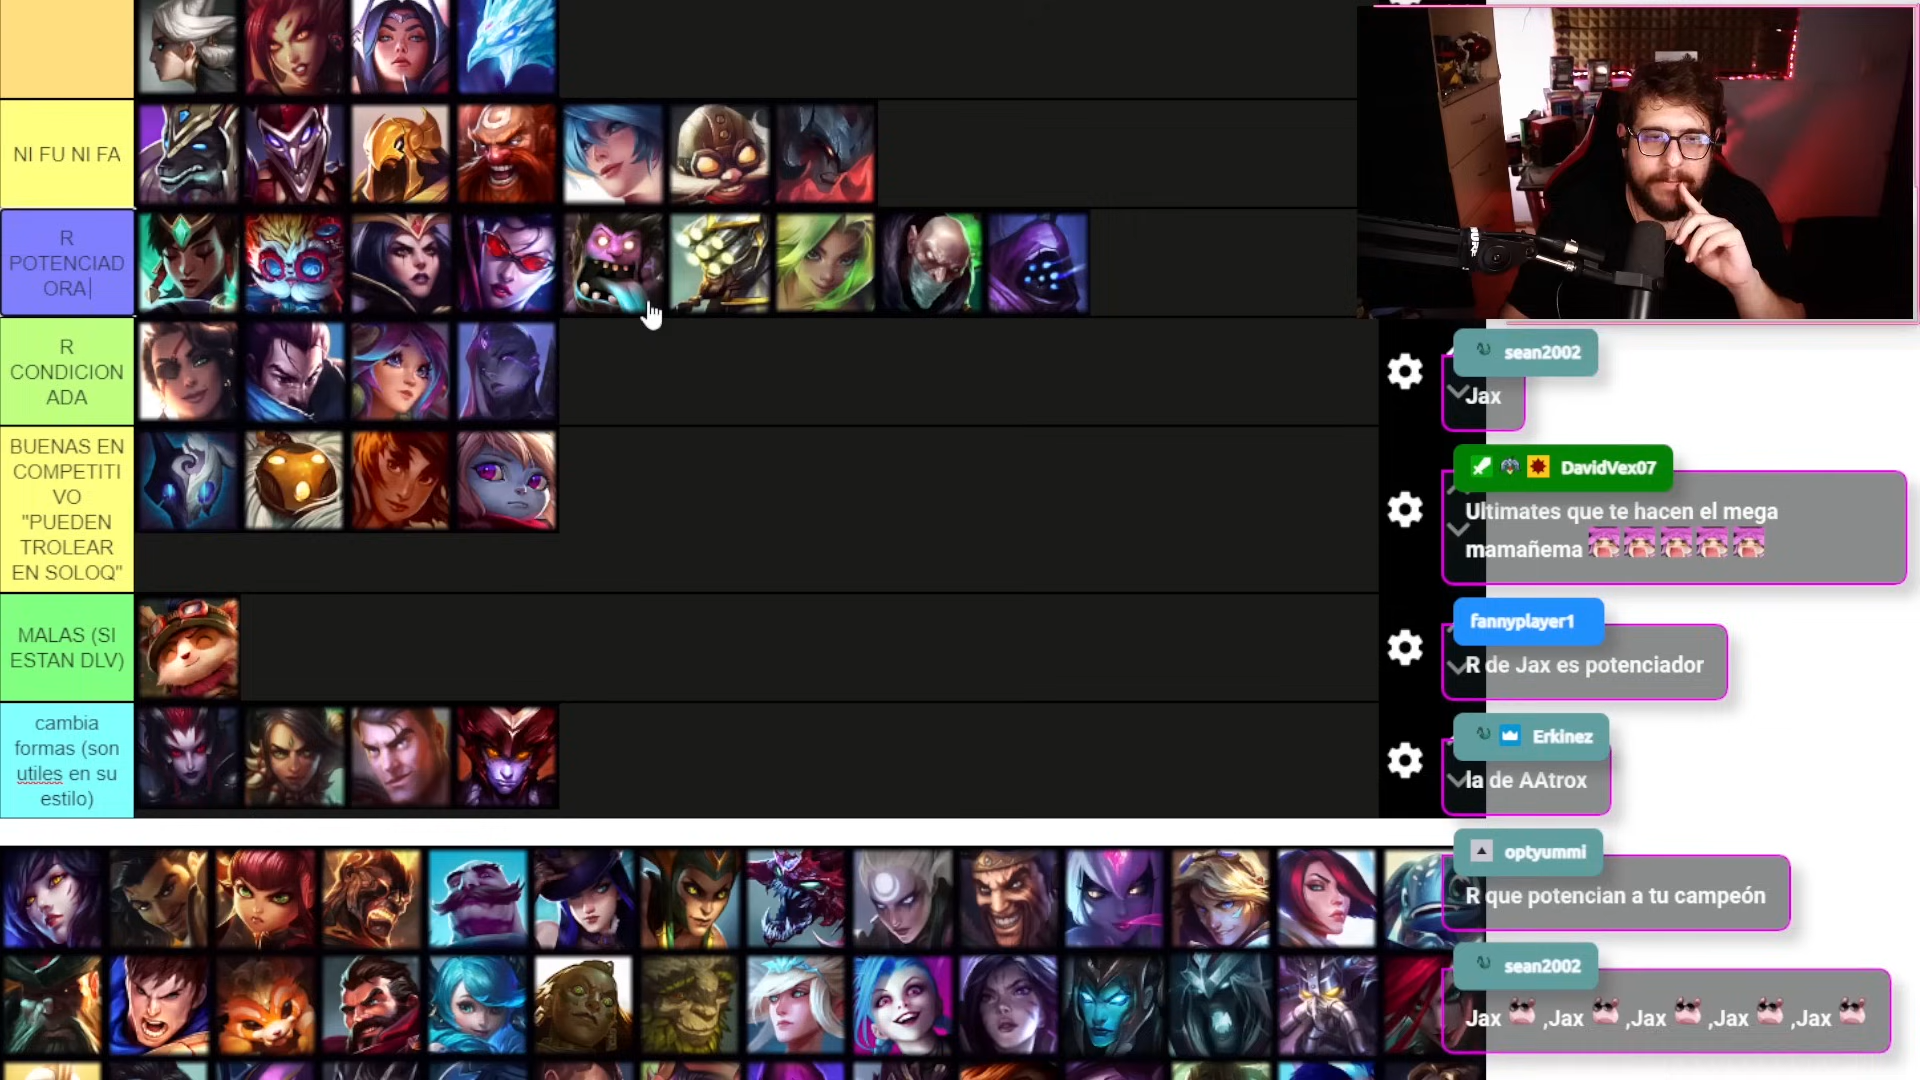 NI FU NI FA
R
POTENCIAD
ORA
R
CONDICION
ADA
BUENAS EN
COMPETITI
VO
"PUEDEN
TROLEAR
EN SOLOQ"
MALAS (SI
ESTAN DLV)
cambia
formas (son
utiles en su
estilo)
sean2002
Jax
DavidVex07
Ultimates que te hacen el mega
mamañema
fannyplayer1
R de Jax es potenciador
Erkinez
la de AAtrox
optyummi
R que potencian a tu campeón
sean2002
Jax ,Jax ,Jax ,Jax ,Jax